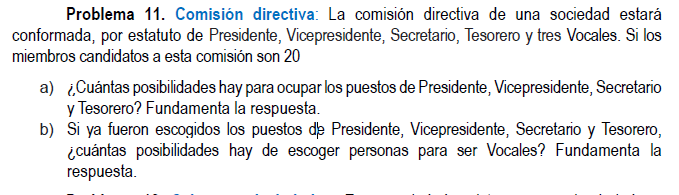 Problema 11. Comisión directiva: La comisión directiva de una sociedad estará
conformada, por estatuto de Presidente, Vicepresidente, Secretario, Tesorero y tres Vocales. Si los
miembros candidatos a esta comisión son 20
a) ¿Cuántas posibilidades hay para ocupar los puestos de Presidente, Vicepresidente, Secretario
y Tesorero? Fundamenta la respuesta.
b) Si ya fueron escogidos los puestos de Presidente, Vicepresidente, Secretario y Tesorero,
¿cuántas posibilidades hay de escoger personas para ser Vocales? Fundamenta la
respuesta.